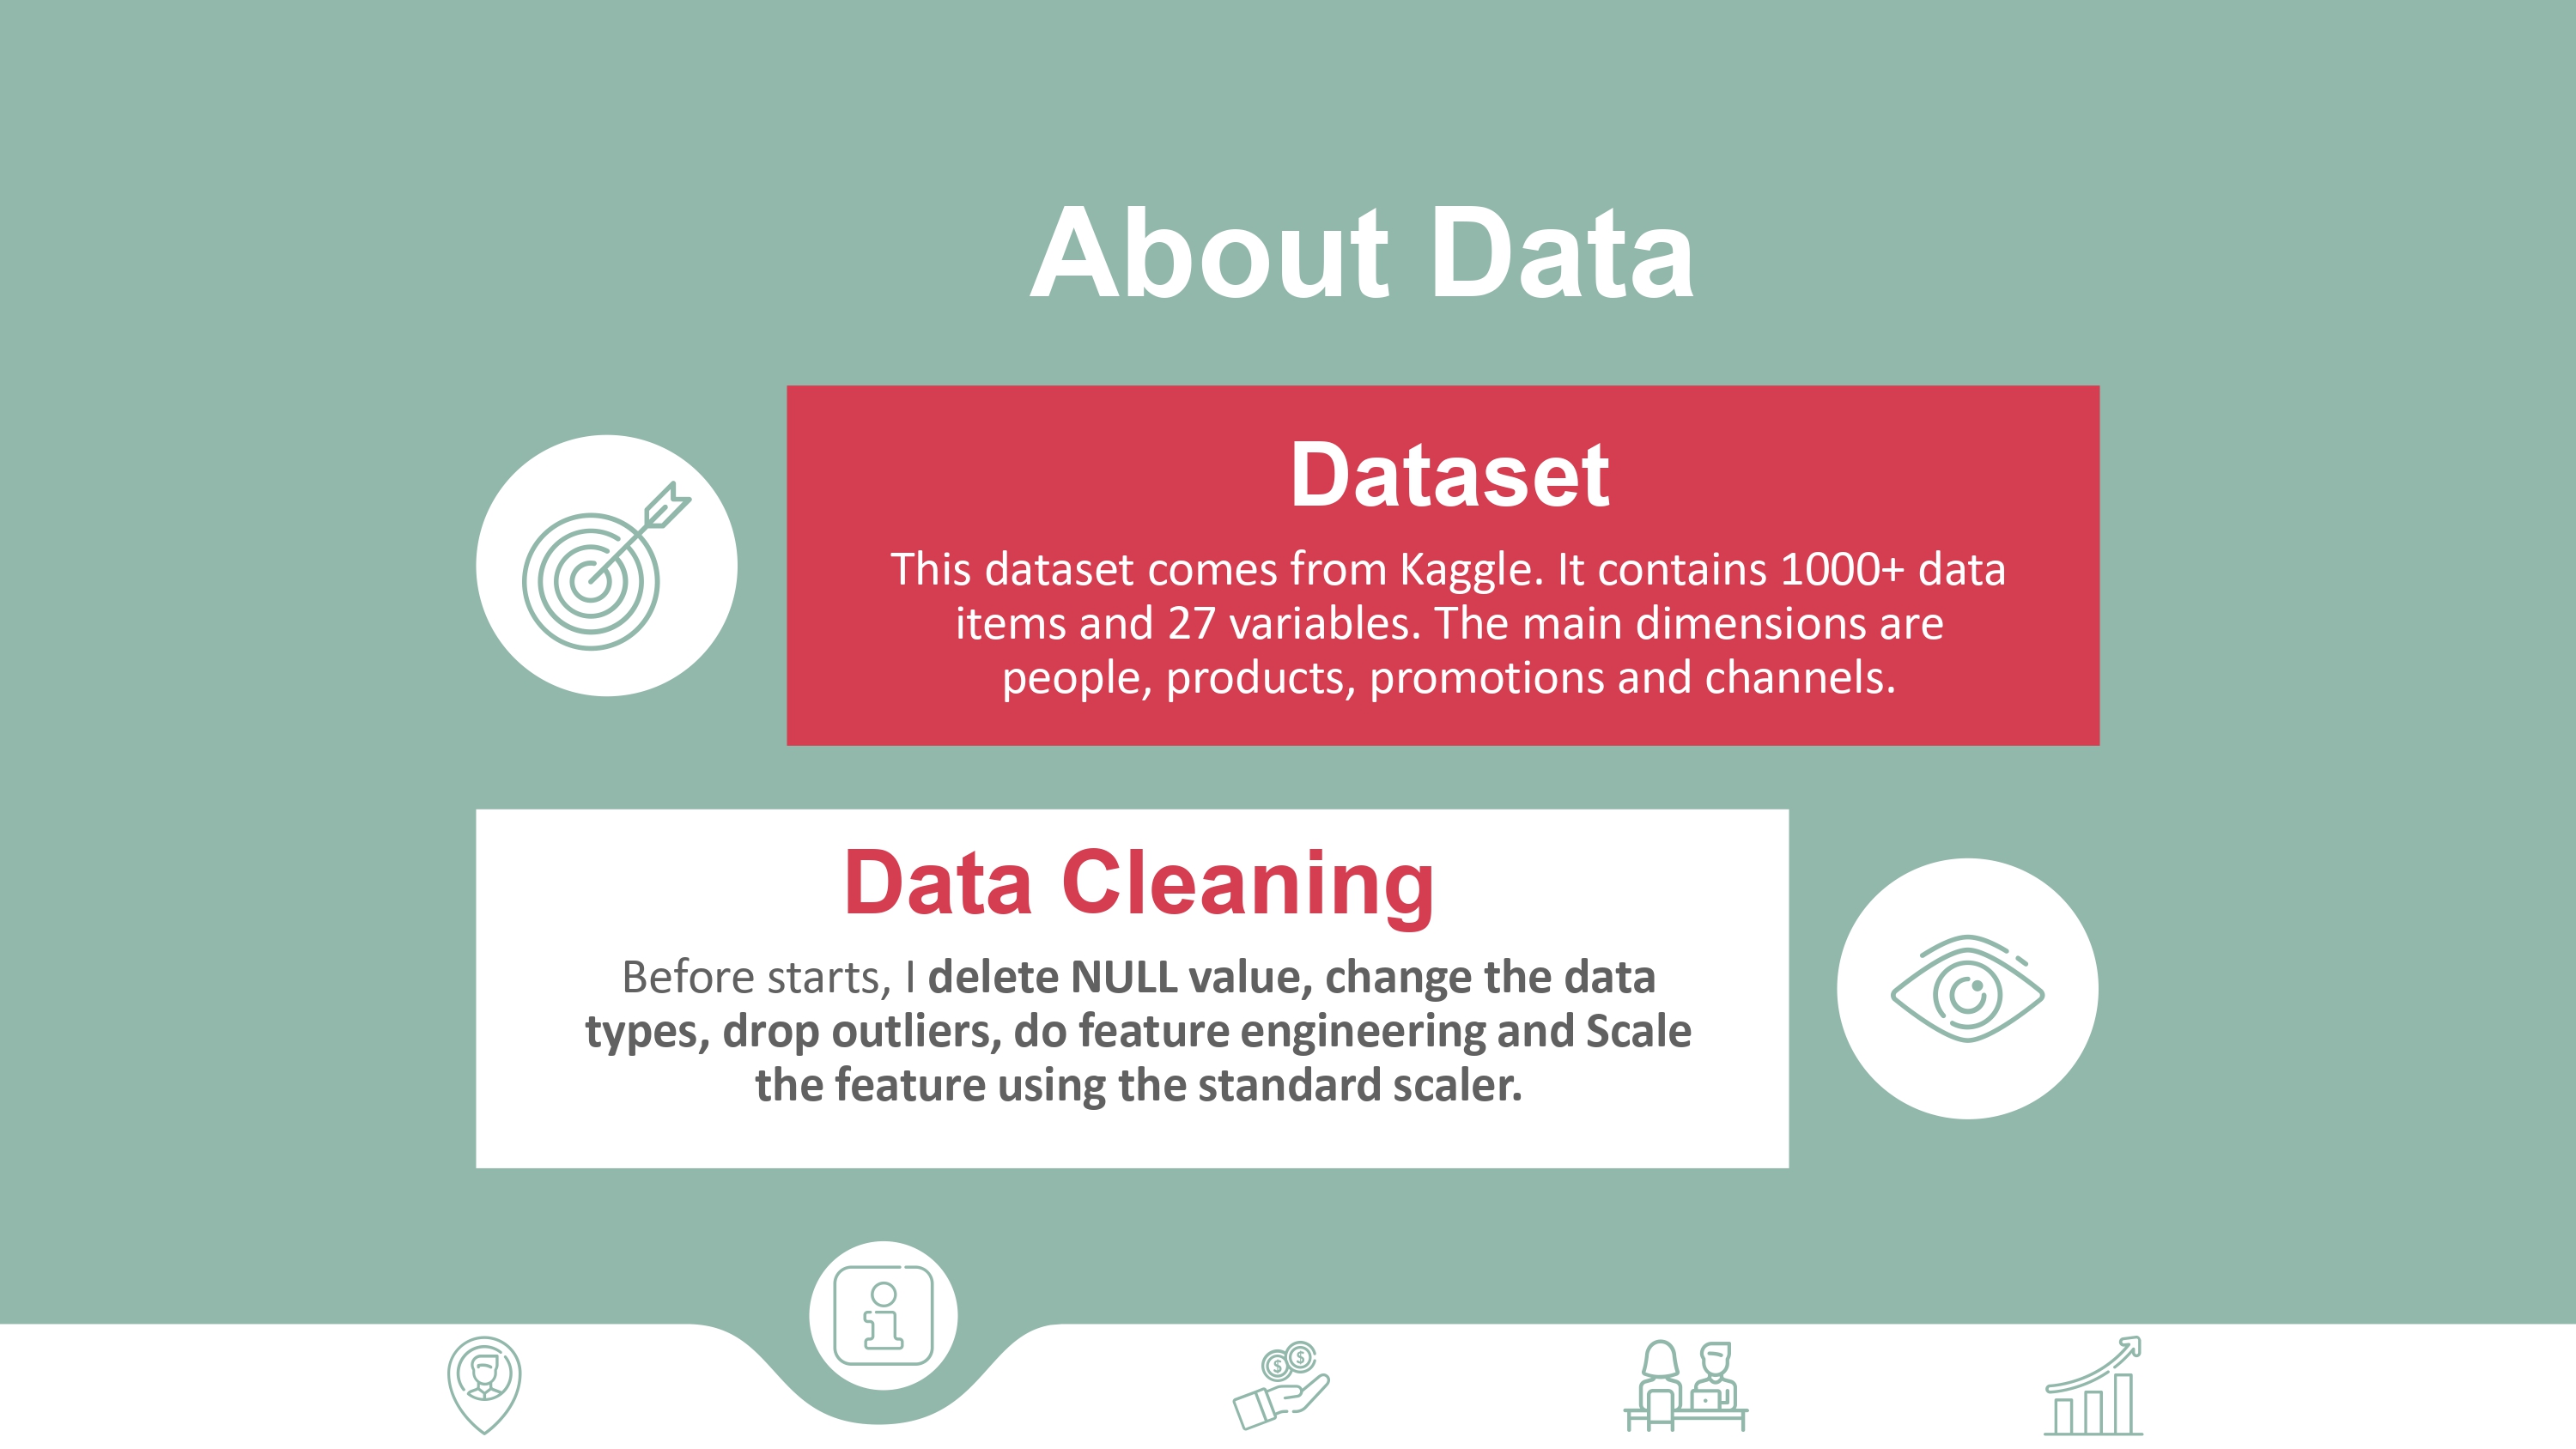 About Data
Dataset
This dataset comes from Kaggle. It contains 1000+ data
items and 27 variables. The main dimensions are
people, products, promotions and channels.
Data Cleaning
Before starts, I delete NULL value, change the data
types, drop outliers, do feature engineering and Scale
the feature using the standard scaler.
$ $